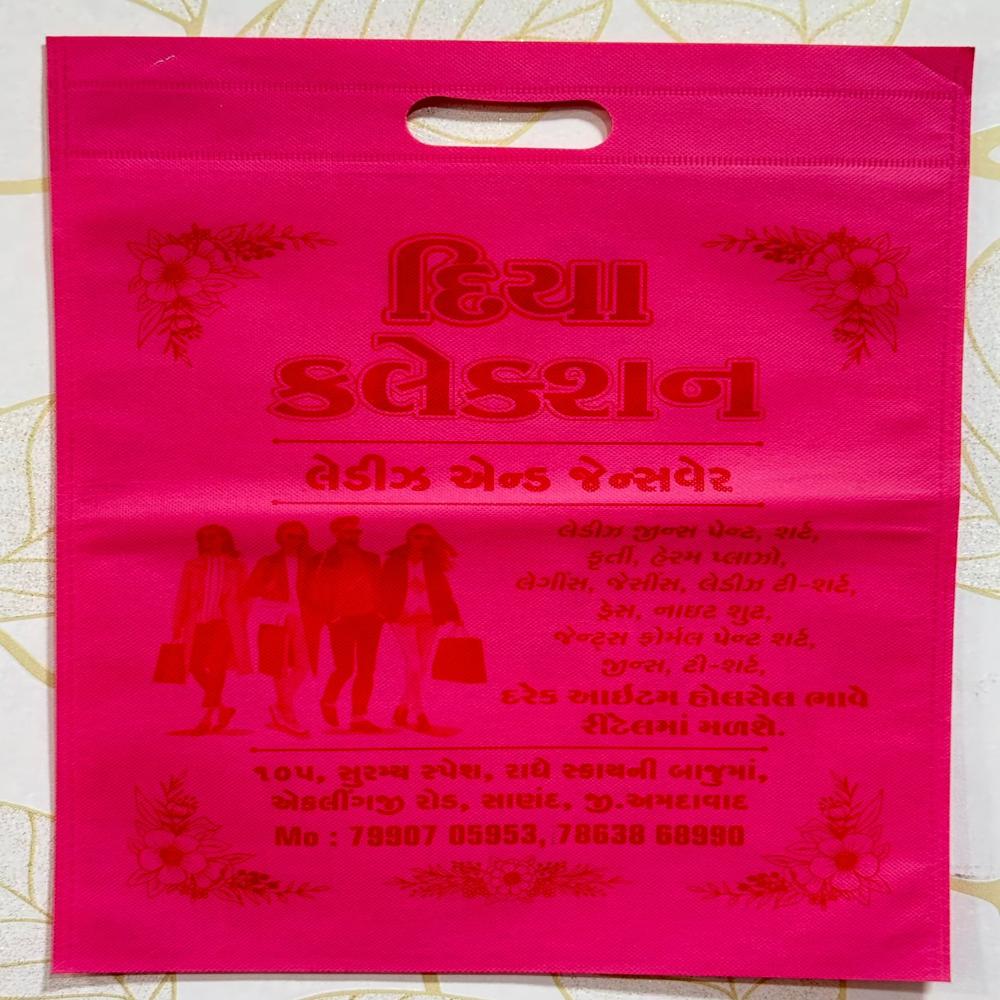 દિયા
કલેકશન
લેડીઝ એન્ડ જેન્સવેર
લેડીઝ જીન્સ પેન્ટ, શર્ટ,
કૂર્તી, હેરમ પ્લાઝો,
લેગીંસ, જેસીસ, લેડીઝ ટી-શર્ટ,
ડ્રેસ, નાઇટ શુટ,
જેન્ટ્સ ફોર્મલ પેન્ટ શર્ટ,
જીન્સ, ટી-શર્ટ,
દરેક આઈટમ હોલસેલ ભાવે
રીટેલમાં મળશે.
૧૦૫, સુરમ્ય સ્પેશ, રાધે સ્કાયની બાજુમાં,
એકલીંગજી રોડ, સાણંદ, જી.અમદાવાદ
Mo : 79907 05953, 78638 68990